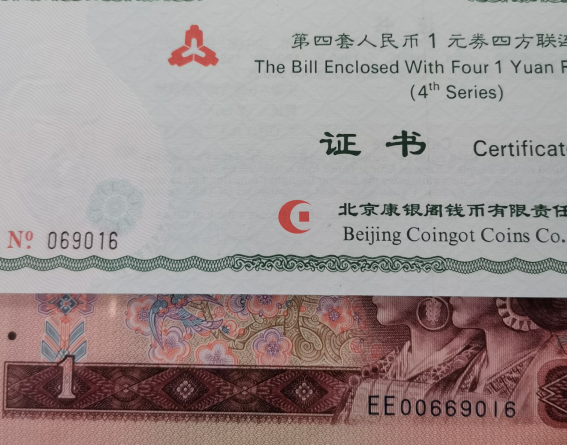 第四套人民币1元券四方联
The Bill Enclosed With Four 1 Yuan
(4th Series)
证书 Certificate
北京康银阁钱币有限责任
Beijing Coingot Coins Co.
Nº 069016
1
EE00669016